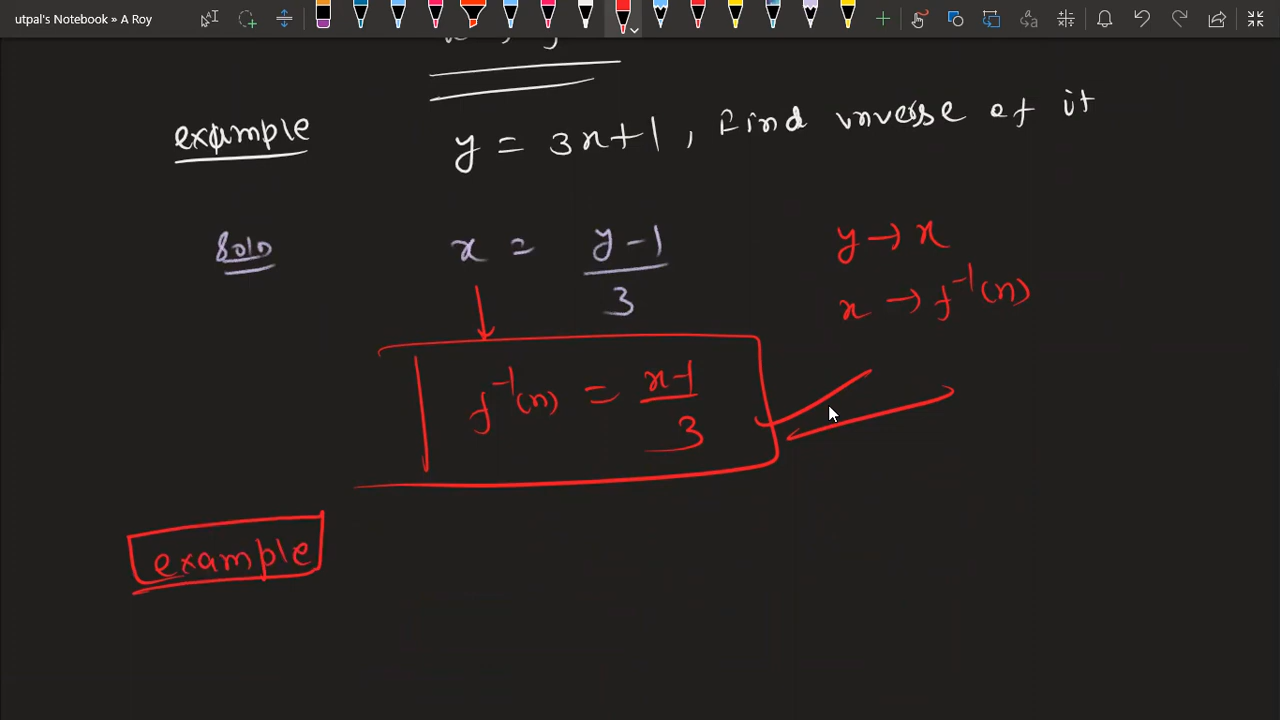 utpal's Notebook » A Roy
example y = 3x+1, Find inverse of it
Soln x = y-1/3 y → x
x → f⁻¹(x)
f⁻¹(x) = x-1/3
example